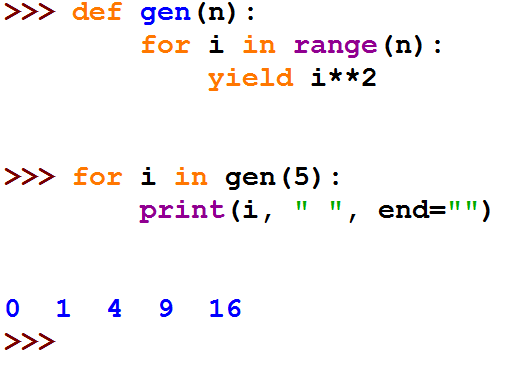 >>> def gen(n):
        for i in range(n):
            yield i**2
>>> for i in gen(5):
        print(i, " ", end="")
0  1  4  9  16
>>>